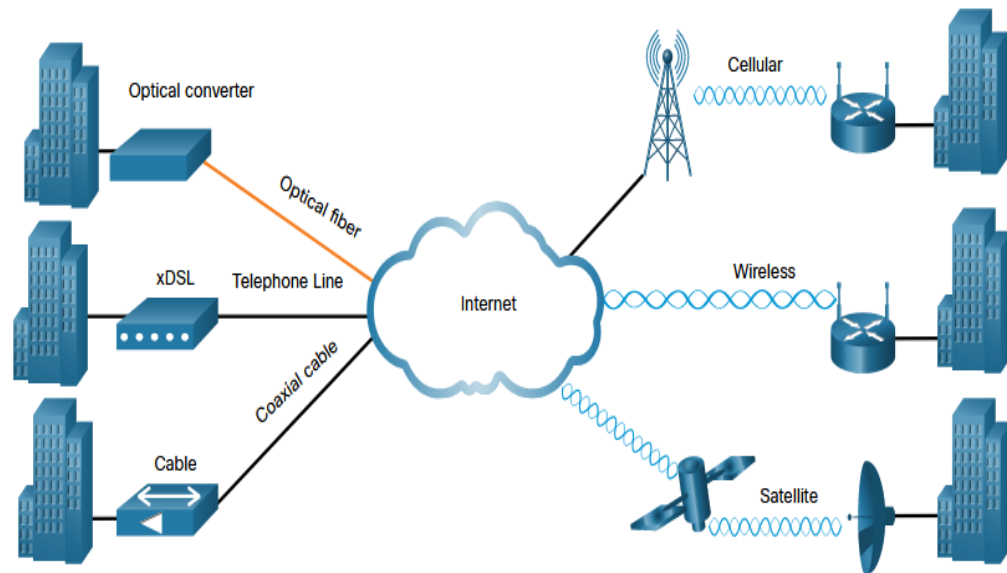 Optical converter
Optical fiber
xDSL
Telephone Line
Cable
Coaxial cable
Internet
Cellular
Wireless
Satellite